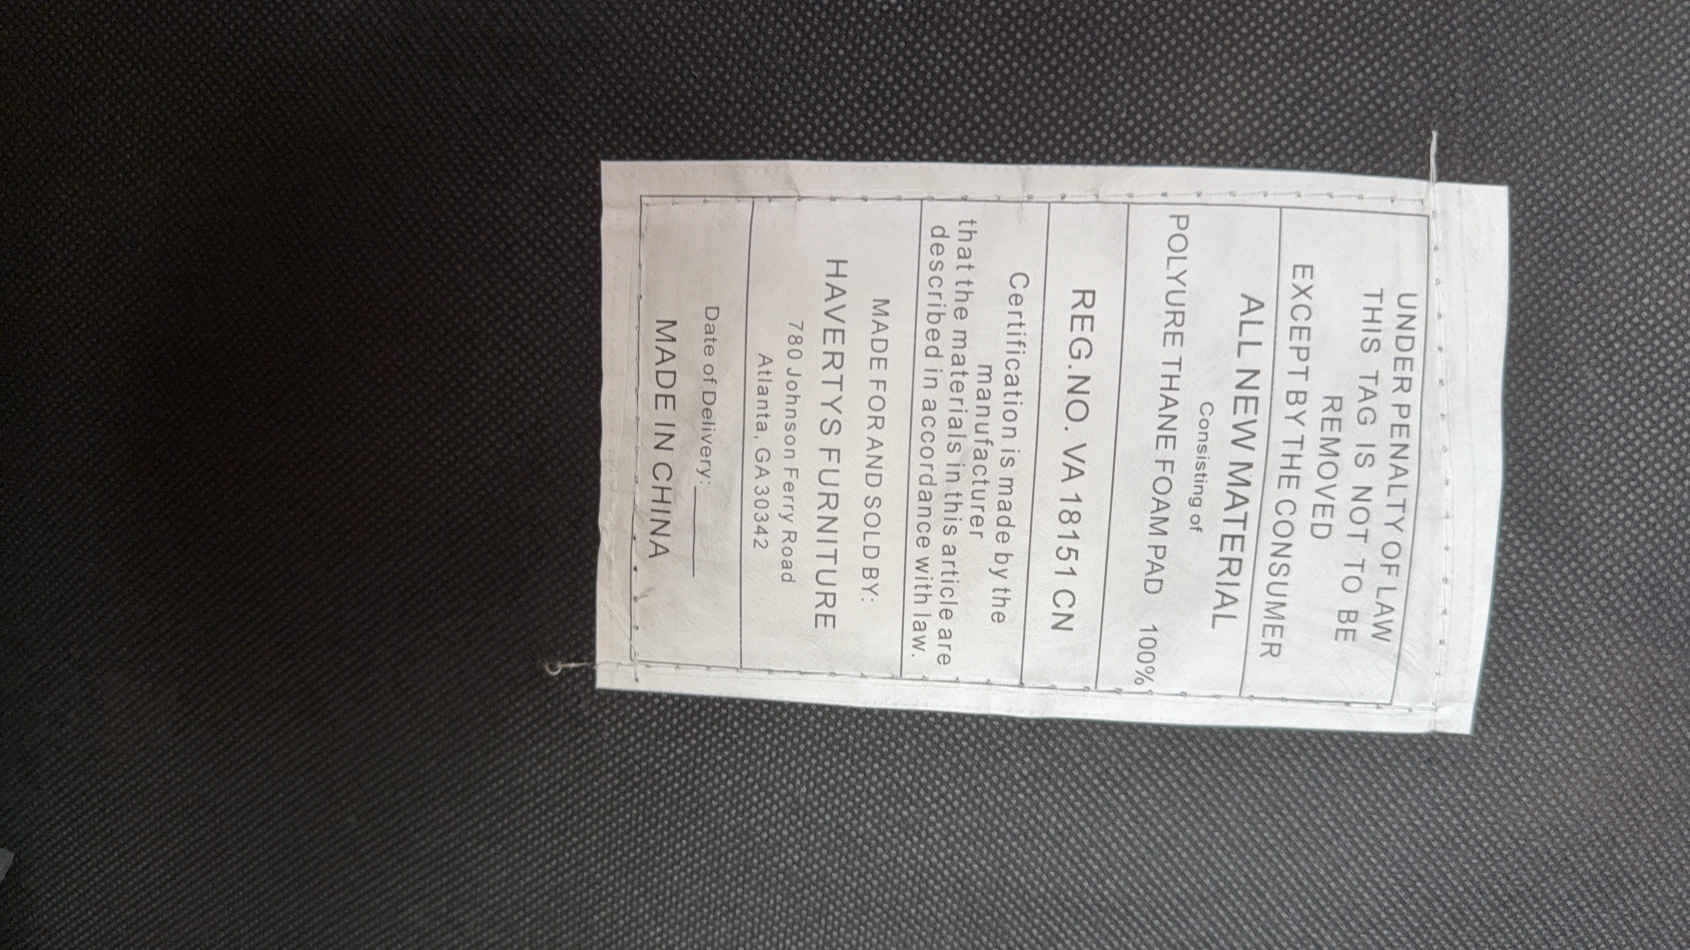 UNDER PENALTY OF LAW
THIS TAG IS NOT TO BE
REMOVED
EXCEPT BY THE CONSUMER
ALL NEW MATERIAL
Consisting of
POLYURE THANE FOAM PAD 100%
REG.NO. VA 18151 CN
Certification is made by the
manufacturer
that the materials in this article are
described in accordance with law.
MADE FOR AND SOLD BY:
HAVERTYS FURNITURE
780 Johnson Ferry Road
Atlanta, GA 30342
Date of Delivery:______
MADE IN CHINA